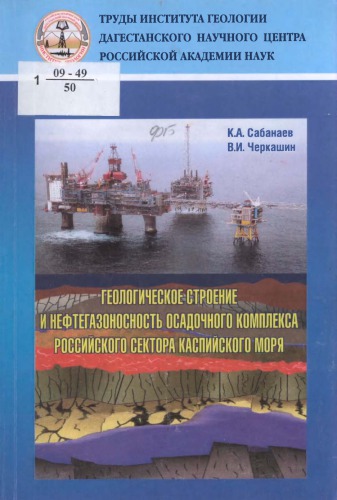 ТРУДЫ ИНСТИТУТА ГЕОЛОГИИ
ДАГЕСТАНСКОГО НАУЧНОГО ЦЕНТРА
РОССИЙСКОЙ АКАДЕМИИ НАУК
1 09 - 49
50
К.А. Сабанаев
В.И. Черкашин
ГЕОЛОГИЧЕСКОЕ СТРОЕНИЕ
И НЕФТЕГАЗОНОСНОСТЬ ОСАДОЧНОГО КОМПЛЕКСА
РОССИЙСКОГО СЕКТОРА КАСПИЙСКОГО МОРЯ